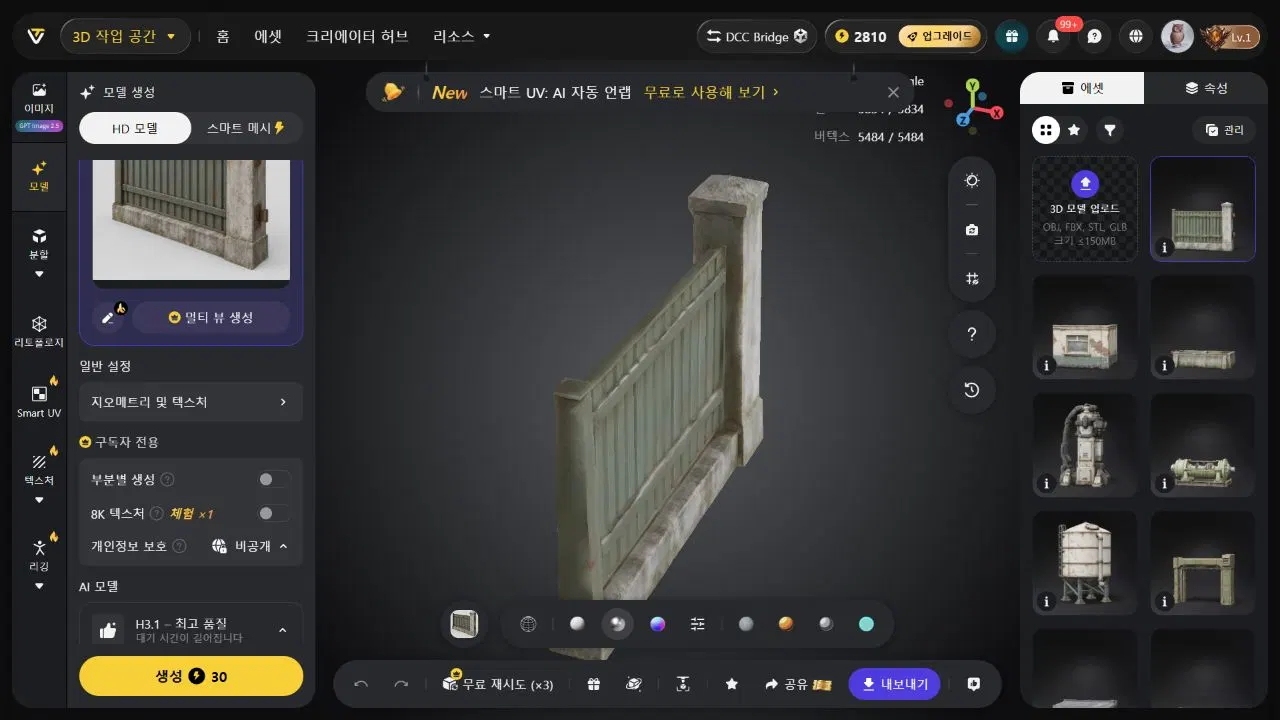 3D 작업 공간
홈
에셋
크리에이터 허브
리소스
DCC Bridge
2810
업그레이드
99+
Lv.1
이미지
GPT Image 2.5
모델
분할
리토폴로지
Smart UV
텍스처
리깅
모델 생성
HD 모델
스마트 메시
멀티 뷰 생성
일반 설정
지오메트리 및 텍스처
구독자 전용
부분별 생성
8K 텍스처 体验 ×1
개인정보 보호
비공개
AI 모델
H3.1 – 최고 품질
대기 시간이 길어집니다
생성 30
New 스마트 UV: AI 자동 언랩 무료로 사용해 보기
버텍스 5484 / 5484
Y
X
Z
?
무료 재시도 (×3)
공유
내보내기
에셋
속성
관리
3D 모델 업로드
OBJ, FBX, STL, GLB
크기 ≤150MB